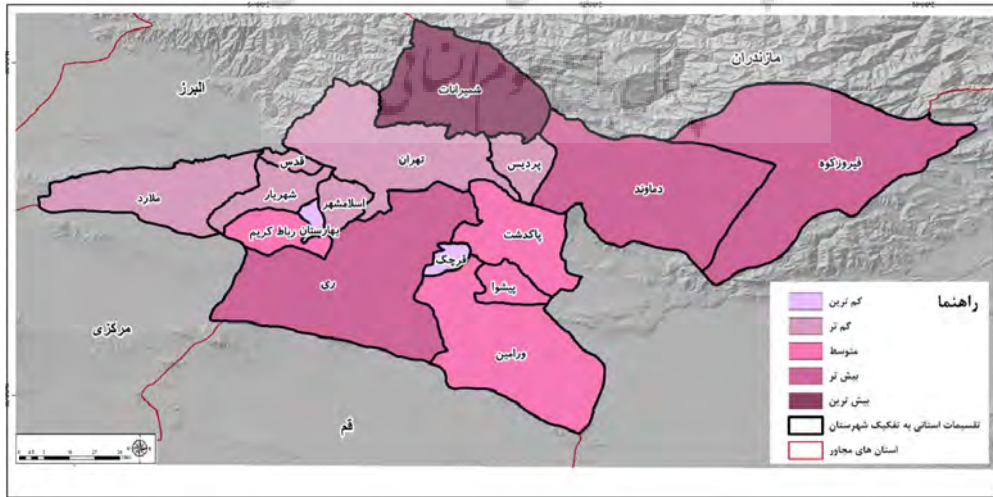 مازندران
البرز
شمیرانات
فیروزکوه
تهران
پردیس
قدس
دماوند
ملارد
شهریار
اسلامشهر
پاکدشت
بهارستان
رباط کریم
قرچک
ری
پیشوا
ورامین
مرکزی
قم
راهنما
کم ترین
کم تر
متوسط
بیش تر
بیش ترین
تقسیمات استانی به تفکیک شهرستان
استان های مجاور